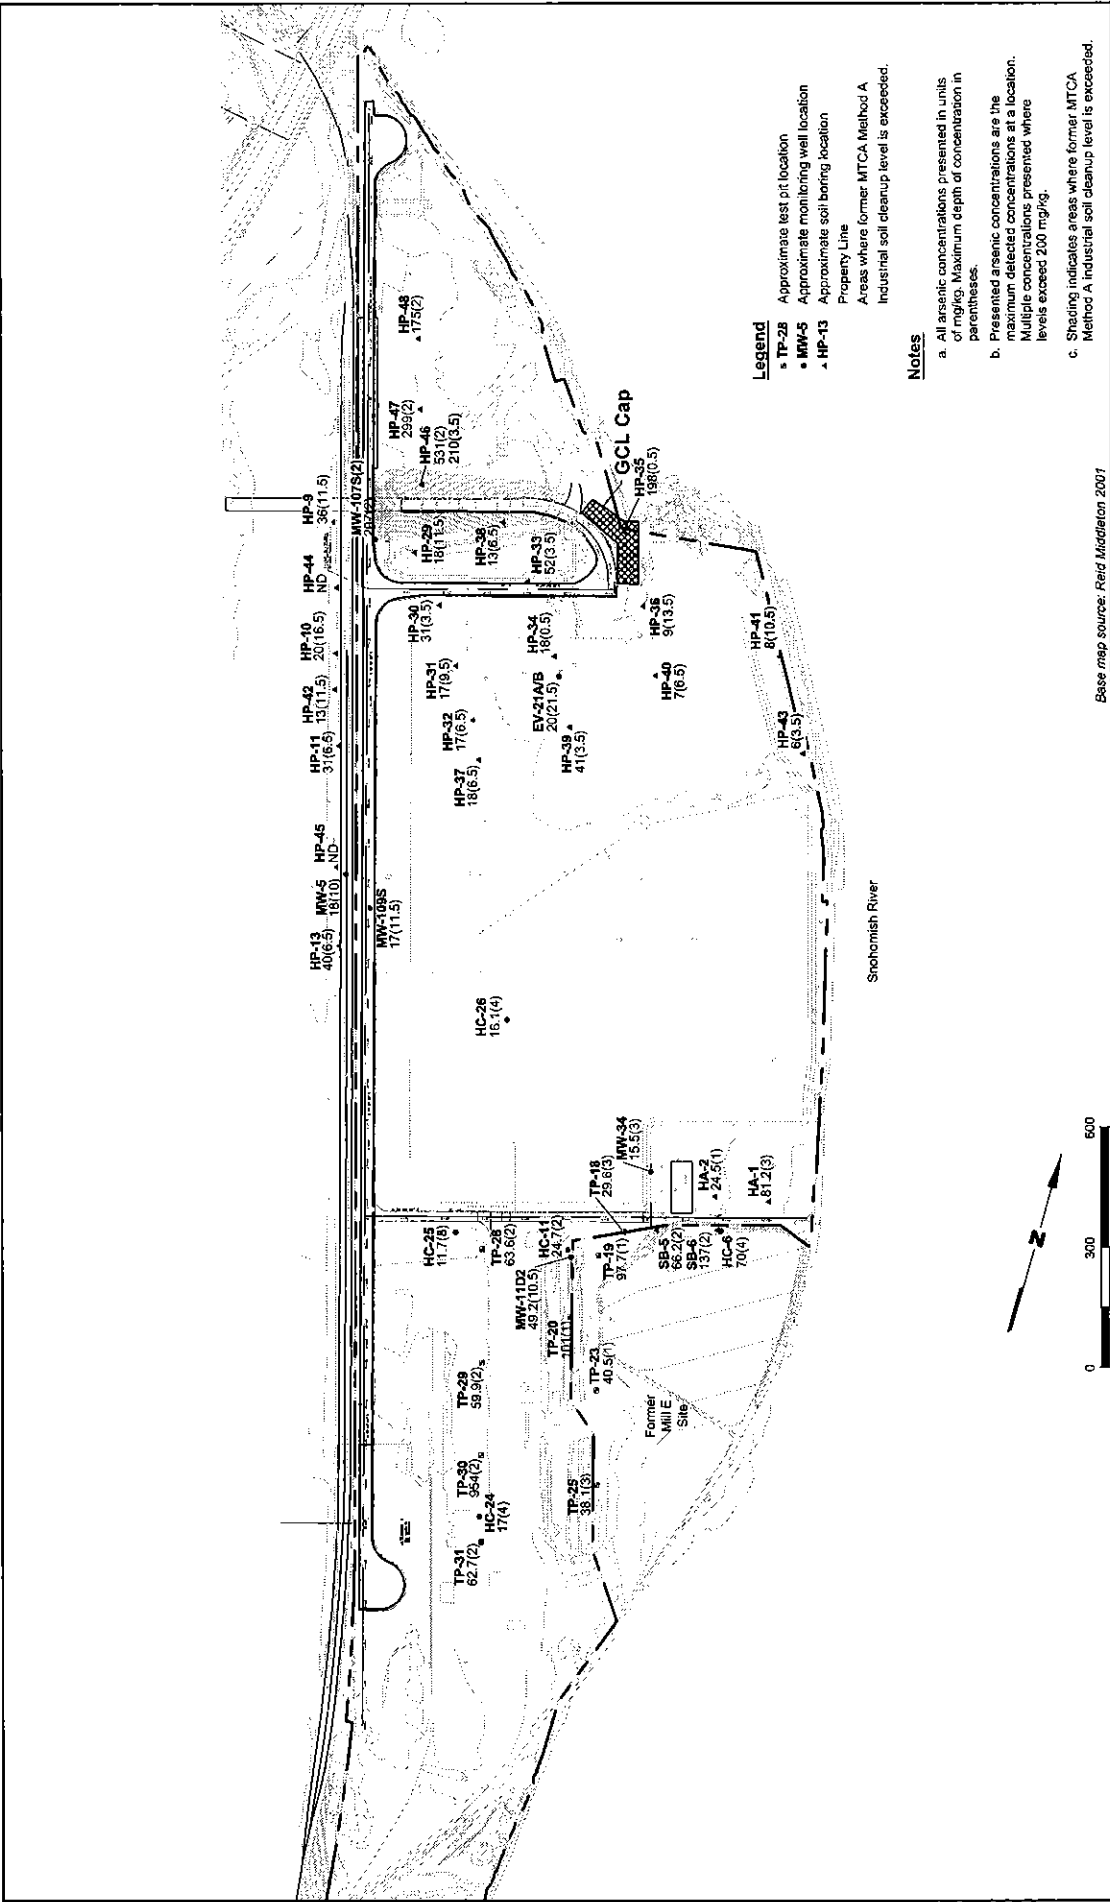 HP-13
40(6.5)
MW-5
18(10)
HP-45
ND
HP-11
31(6.5)
HP-42
13(11.5)
HP-10
20(16.5)
HP-44
ND
HP-9
36(11.5)
MW-107S(2)
MW-109S
17(11.5)
HP-47
299(2)
HP-48
175(2)
HP-46
531(2)
210(3.5)
HP-29
18(11.5)
HP-38
13(6.5)
HP-33
52(3.5)
HP-30
31(3.5)
HP-31
17(9.5)
HP-32
17(6.5)
HP-37
18(6.5)
HP-34
18(0.5)
EV-21A/B
20(21.5)
HP-39
41(3.5)
GCL Cap
HP-35
198(0.5)
HP-36
9(13.5)
HP-40
7(6.5)
HP-41
8(10.5)
HP-43
6(3.5)
HC-26
16.1(4)
HC-25
11.7(8)
TP-28
63.6(2)
MW-11D2
49.2(10.5)
HC-11
24.7(2)
TP-18
29.6(3)
MW-34
15.5(3)
TP-19
97.7(1)
SB-5
66.2(2)
SB-6
137(2)
HC-6
70(4)
HA-2
24.5(1)
HA-1
81.2(3)
TP-20
101(1)
TP-23
40.5(1)
TP-29
59.9(2)
TP-30
954(2)
HC-24
17(4)
TP-31
62.7(2)
TP-25
38.1(3)
Former
Mill E
Site
Snohomish River
Legend
TP-28 Approximate test pit location
MW-5 Approximate monitoring well location
HP-13 Approximate soil boring location
Property Line
Areas where former MTCA Method A
Industrial soil cleanup level is exceeded.
Notes
a. All arsenic concentrations presented in units
of mg/kg. Maximum depth of concentration in
parentheses.
b. Presented arsenic concentrations are the
maximum detected concentrations at a location.
Multiple concentrations presented where
levels exceed 200 mg/kg.
c. Shading indicates areas where former MTCA
Method A industrial soil cleanup level is exceeded.
N
0 300 600
Base map source: Reid Middleton 2001